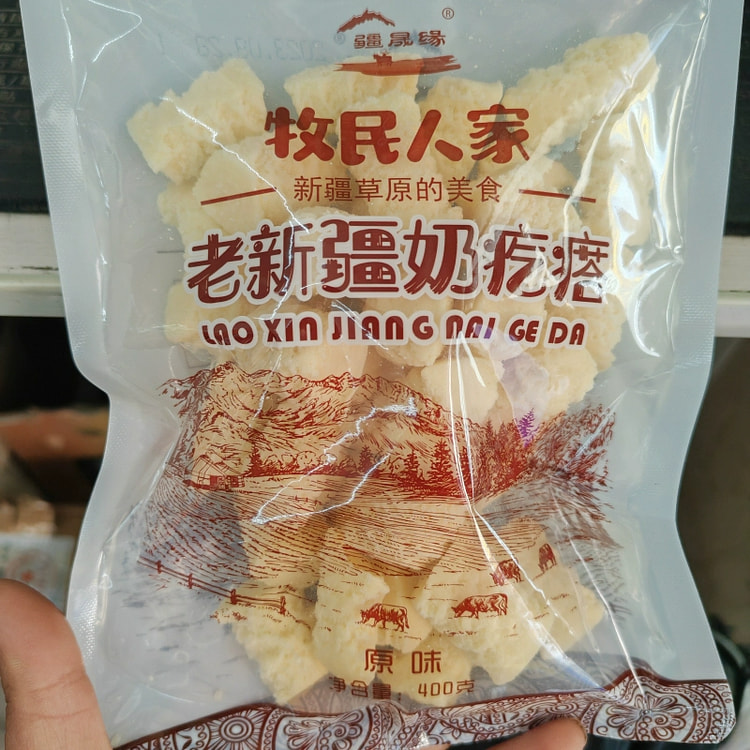 疆晟缘®
牧民人家
新疆草原的美食
老新疆奶疙瘩
LAO XIN JIANG NAI GE DA
原味
净含量：400克